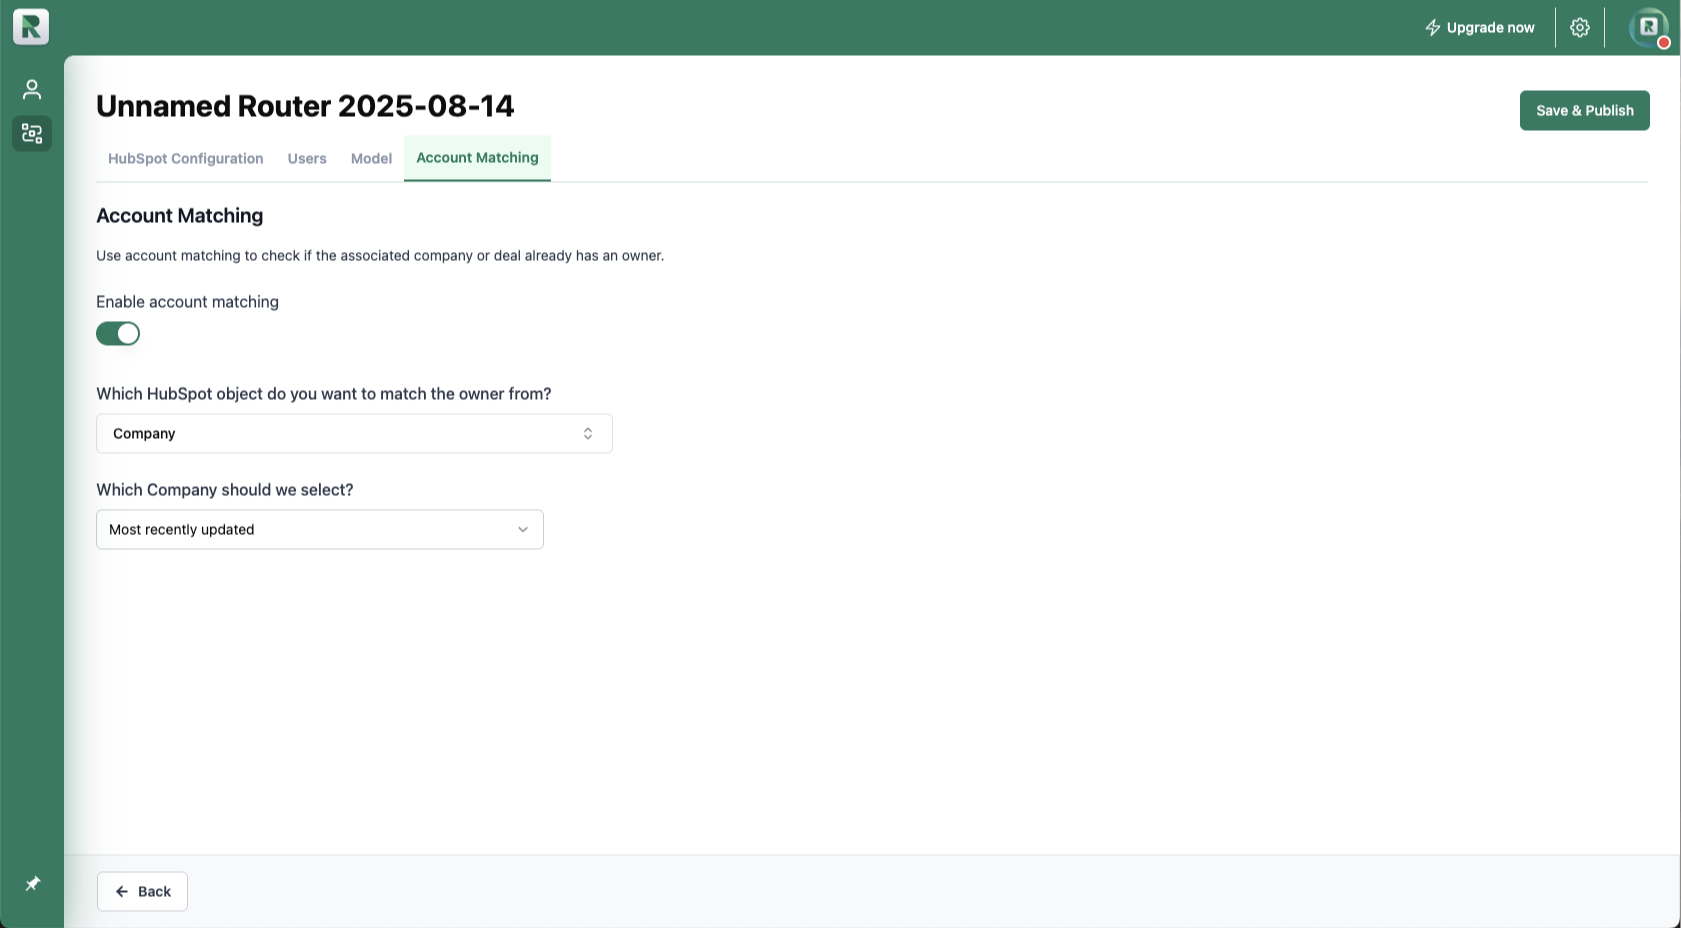 Upgrade now
Unnamed Router 2025-08-14
Save & Publish
HubSpot Configuration
Users
Model
Account Matching
Account Matching
Use account matching to check if the associated company or deal already has an owner.
Enable account matching
Which HubSpot object do you want to match the owner from?
Company
Which Company should we select?
Most recently updated
Back